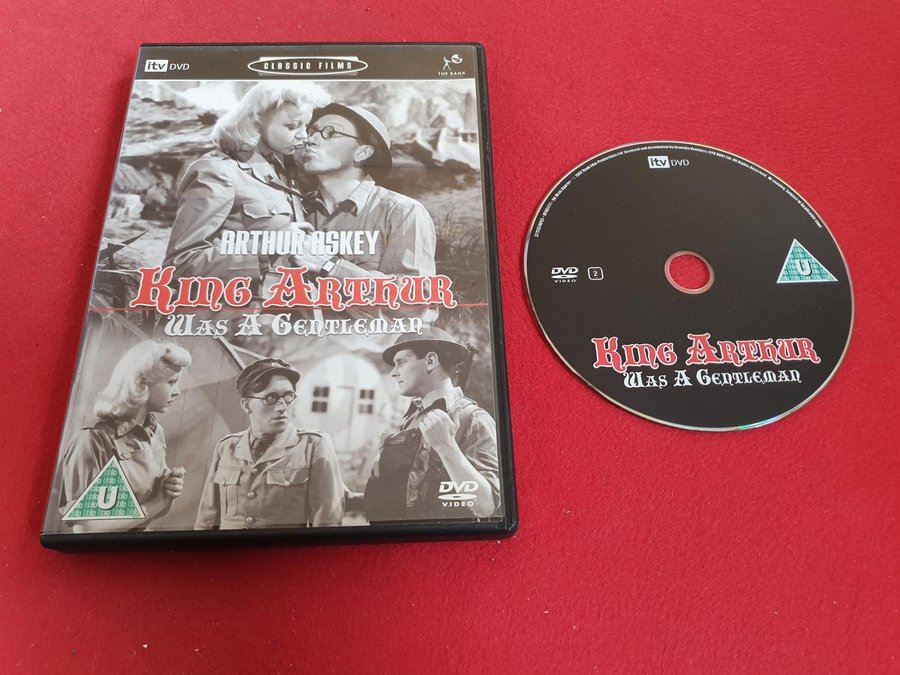 itv DVD
CLASSIC FILMS
THE RANK
ARTHUR ASKEY
KING ARTHUR
WAS A GENTLEMAN
U
DVD
VIDEO
itv DVD
DVD
VIDEO
2
U
KING ARTHUR
WAS A GENTLEMAN